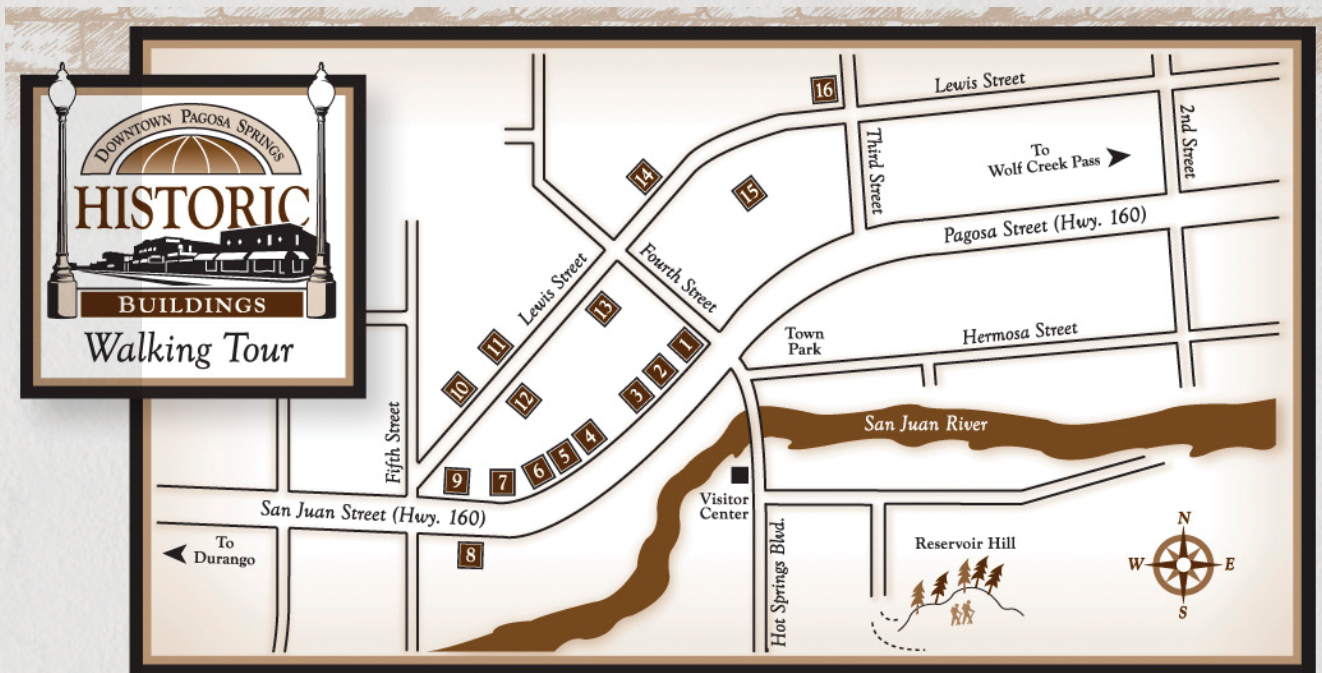 DOWNTOWN PAGOSA SPRINGS
HISTORIC
BUILDINGS
Walking Tour
16
Lewis Street
Third Street
2nd Street
To
Wolf Creek Pass
14
15
Pagosa Street (Hwy. 160)
Lewis Street
Fourth Street
13
11
10
12
1
2
3
4
5
6
7
9
8
Town
Park
Hermosa Street
San Juan River
Fifth Street
San Juan Street (Hwy. 160)
To
Durango
Visitor
Center
Hot Springs Blvd.
Reservoir Hill
N
W
E
S